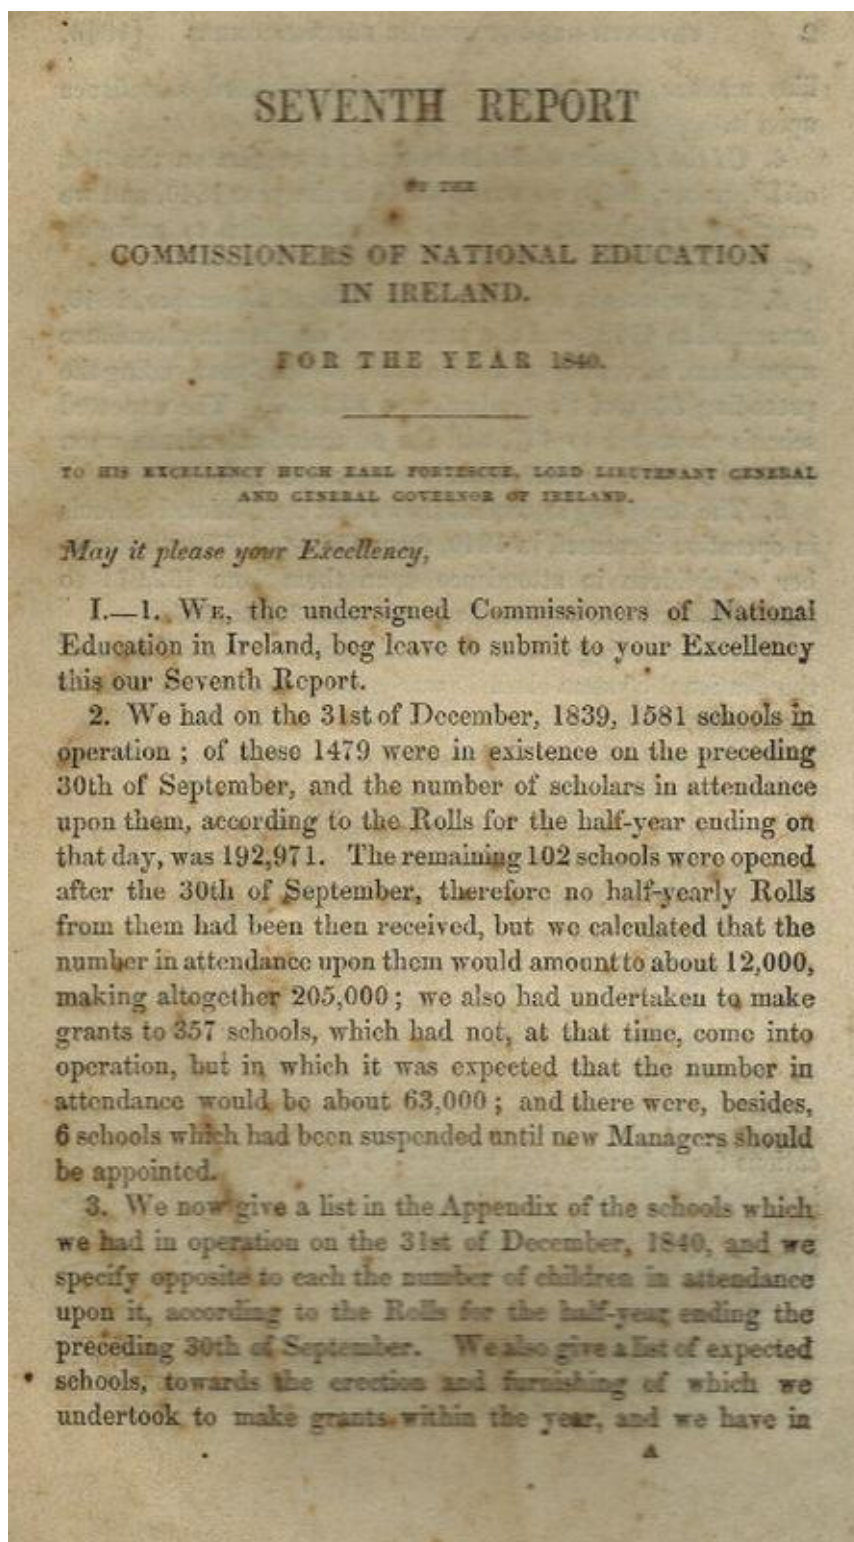 SEVENTH REPORT
OF THE
COMMISSIONERS OF NATIONAL EDUCATION
IN IRELAND.
FOR THE YEAR 1840.
TO HIS EXCELLENCY HUGH EARL FORTESCUE, LORD LIEUTENANT GENERAL
AND GENERAL GOVERNOR OF IRELAND.
May it please your Excellency,
I.—1. WE, the undersigned Commissioners of National
Education in Ireland, beg leave to submit to your Excellency
this our Seventh Report.
2. We had on the 31st of December, 1839, 1581 schools in
operation ; of these 1479 were in existence on the preceding
30th of September, and the number of scholars in attendance
upon them, according to the Rolls for the half-year ending on
that day, was 192,971. The remaining 102 schools were opened
after the 30th of September, therefore no half-yearly Rolls
from them had been then received, but we calculated that the
number in attendance upon them would amount to about 12,000,
making altogether 205,000 ; we also had undertaken to make
grants to 357 schools, which had not, at that time, come into
operation, but in which it was expected that the number in
attendance would be about 63,000 ; and there were, besides,
6 schools which had been suspended until new Managers should
be appointed.
3. We now give a list in the Appendix of the schools which
we had in operation on the 31st of December, 1840, and we
specify opposite to each the number of children in attendance
upon it, according to the Rolls for the half-year ending the
preceding 30th of September. We also give a list of expected
schools, towards the erection and furnishing of which we
undertook to make grants within the year, and we have in
A